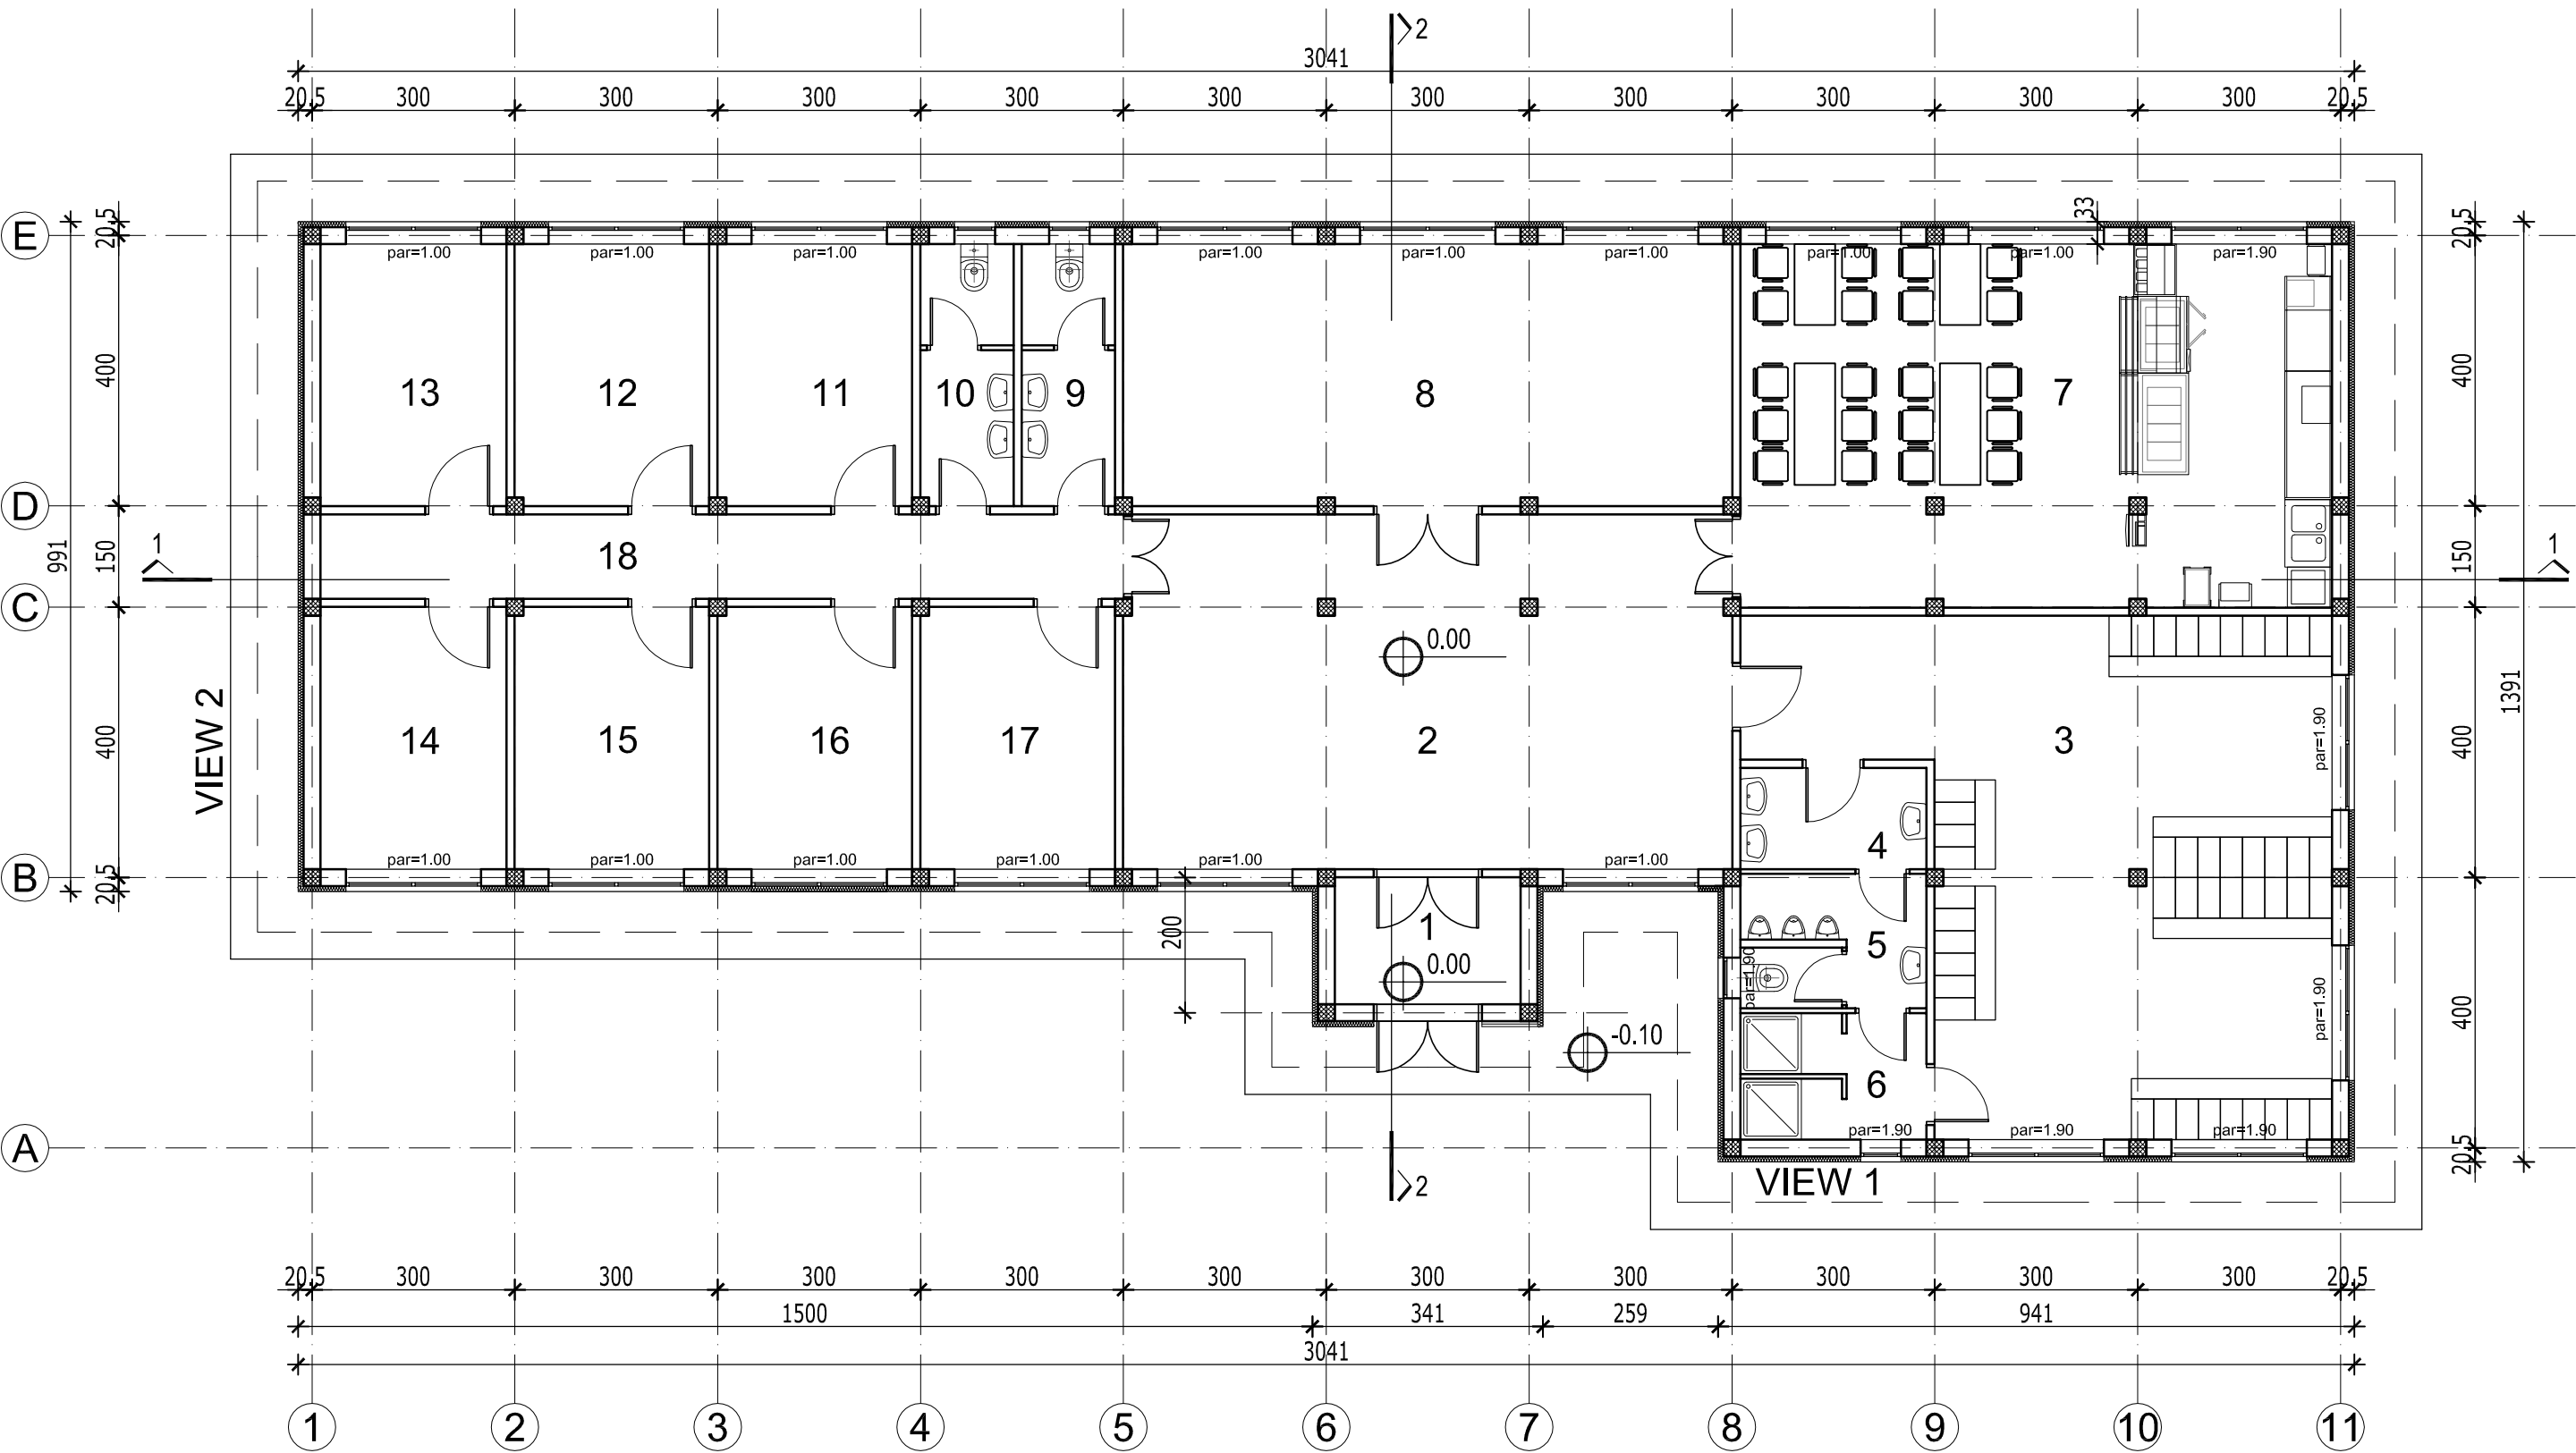 2
3041
20.5 300 300 300 300 300 300 300 300 300 300 20.5
E 20.5 33 20.5
par=1.00 par=1.00 par=1.00 par=1.00 par=1.00 par=1.00 par=1.00 par=1.00 par=1.90
400 13 12 11 10 9 8 7 400
D
991 1 150 18 150 1
C
0.00
VIEW 2 400 14 15 16 17 2 3 par=1.90 400 1391
4
par=1.00 par=1.00 par=1.00 par=1.00 par=1.00 par=1.00
B 20.5
200 1 5
0.00 par=1.90 par=1.90 400
-0.10
6
A par=1.90 par=1.90 par=1.90 20.5
2 VIEW 1
20.5 300 300 300 300 300 300 300 300 300 300 20.5
1500 341 259 941
3041
1 2 3 4 5 6 7 8 9 10 11